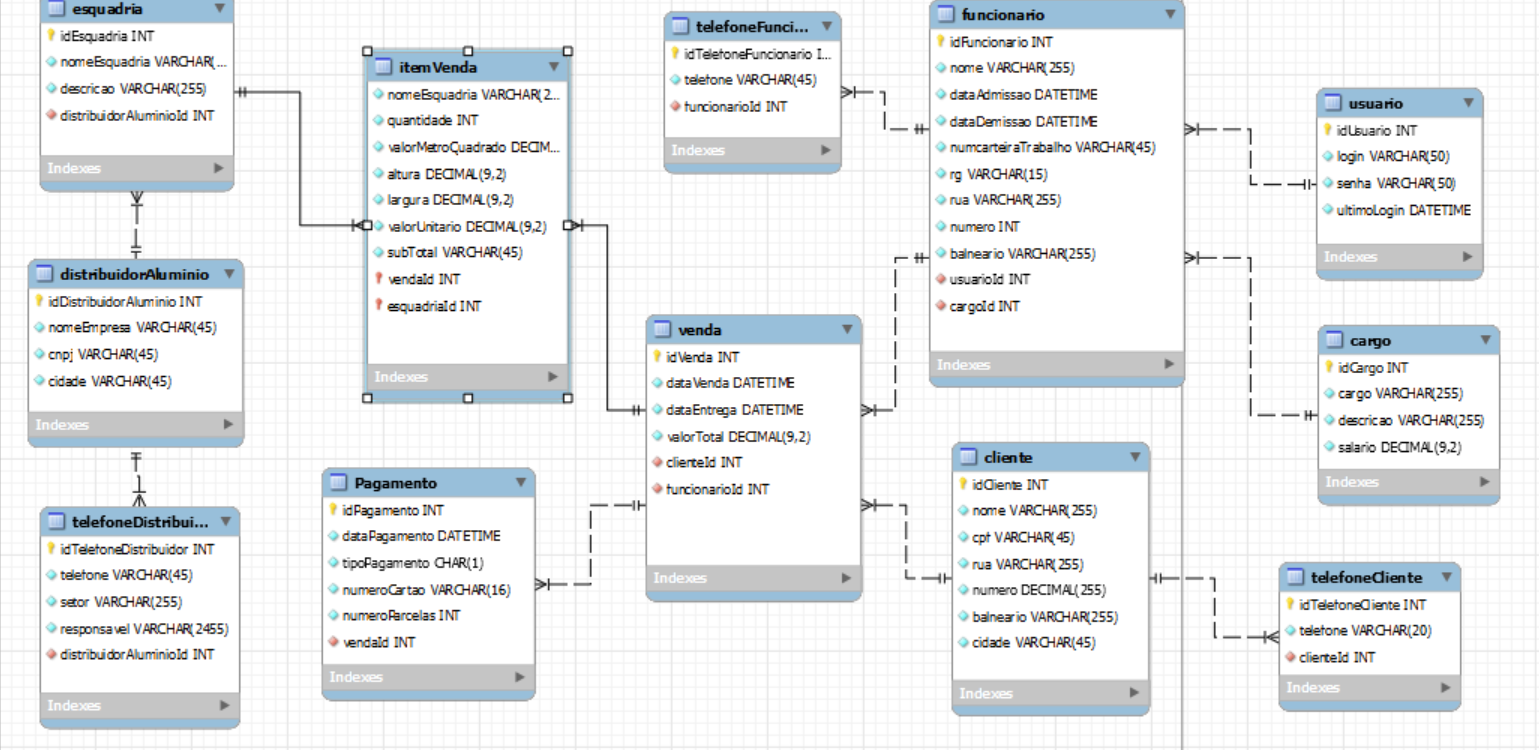 esquadria
idEsquadria INT
nomeEsquadria VARCHAR(...
descricao VARCHAR(255)
distribuidorAluminioId INT
Indexes
itemVenda
nomeEsquadria VARCHAR(2...
quantidade INT
valorMetroQuadrado DECIM...
altura DECIMAL(9,2)
largura DECIMAL(9,2)
valorUnitario DECIMAL(9,2)
subTotal VARCHAR(45)
vendaId INT
esquadriaId INT
Indexes
telefoneFunci...
idTelefoneFuncionario I...
telefone VARCHAR(45)
funcionarioId INT
Indexes
funcionario
idFuncionario INT
nome VARCHAR(255)
dataAdmissao DATETIME
dataDemissao DATETIME
numcarteiraTrabalho VARCHAR(45)
rg VARCHAR(15)
rua VARCHAR(255)
numero INT
balneario VARCHAR(255)
usuarioId INT
cargoId INT
Indexes
usuario
idUsuario INT
login VARCHAR(50)
senha VARCHAR(50)
ultimoLogin DATETIME
Indexes
distribuidorAluminio
idDistribuidorAluminio INT
nomeEmpresa VARCHAR(45)
cnpj VARCHAR(45)
cidade VARCHAR(45)
Indexes
venda
idVenda INT
dataVenda DATETIME
dataEntrega DATETIME
valorTotal DECIMAL(9,2)
clienteId INT
funcionarioId INT
Indexes
cargo
idCargo INT
cargo VARCHAR(255)
descricao VARCHAR(255)
salario DECIMAL(9,2)
Indexes
telefoneDistribui...
idTelefoneDistribuidor INT
telefone VARCHAR(45)
setor VARCHAR(255)
responsavel VARCHAR(2455)
distribuidorAluminioId INT
Indexes
Pagamento
idPagamento INT
dataPagamento DATETIME
tipoPagamento CHAR(1)
numeroCartao VARCHAR(16)
numeroParcelas INT
vendaId INT
Indexes
cliente
idCliente INT
nome VARCHAR(255)
cpf VARCHAR(45)
rua VARCHAR(255)
numero DECIMAL(255)
balneario VARCHAR(255)
cidade VARCHAR(45)
Indexes
telefoneCliente
idTelefoneCliente INT
telefone VARCHAR(20)
clienteId INT
Indexes